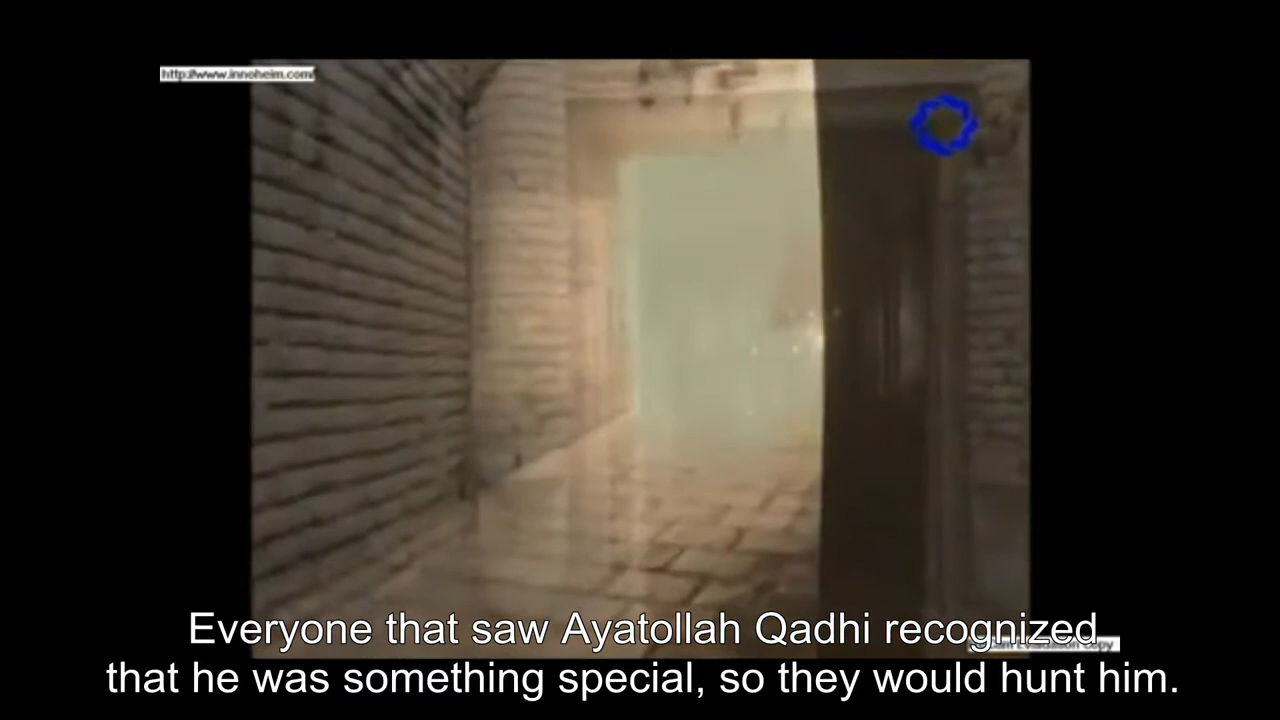 http://www.innoheim.com/
Everyone that saw Ayatollah Qadhi recognized
that he was something special, so they would hunt him.